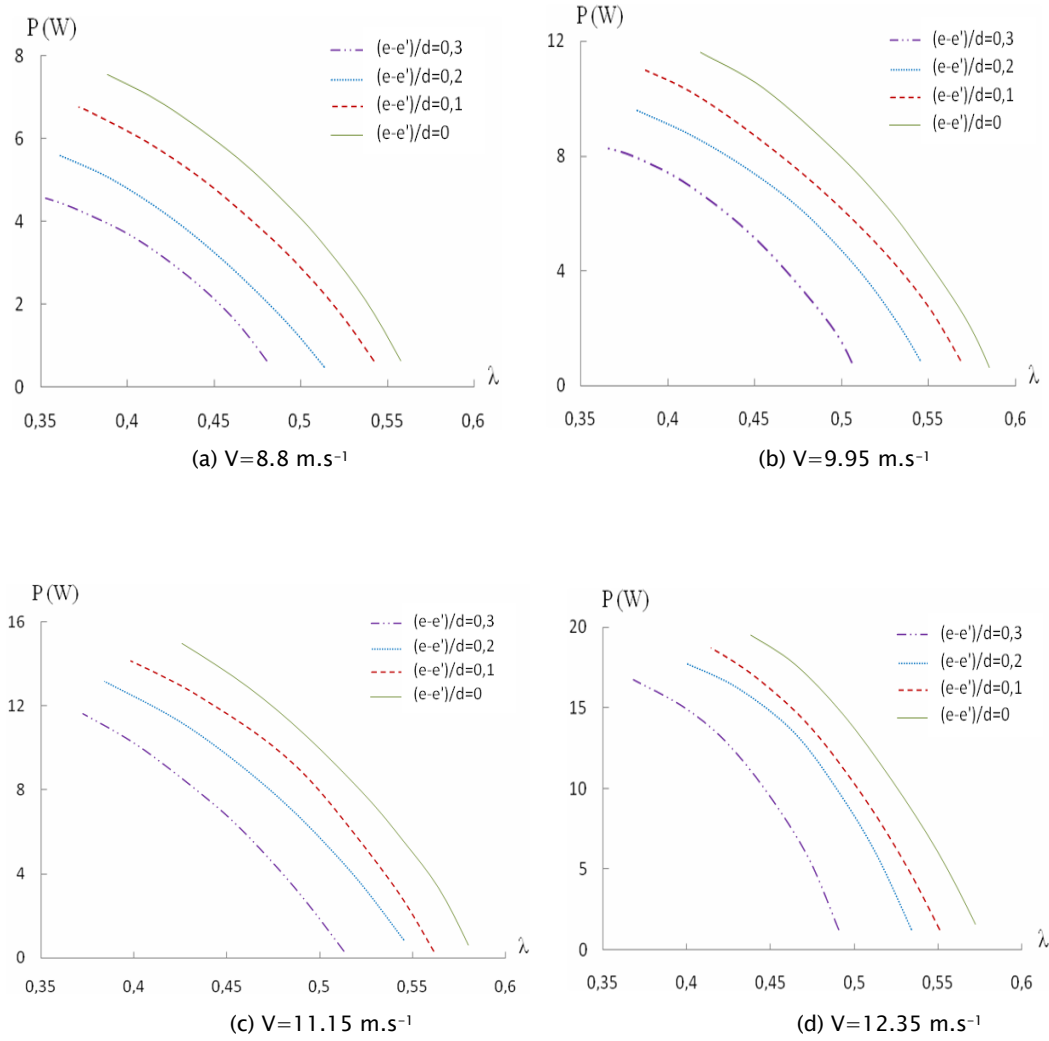 P (W)
8
6
4
2
0
(e-e')/d=0,3
(e-e')/d=0,2
(e-e')/d=0,1
(e-e')/d=0
λ
0,35 0,4 0,45 0,5 0,55 0,6
(a) V=8.8 m.s⁻¹
P (W)
12
8
4
0
(e-e')/d=0,3
(e-e')/d=0,2
(e-e')/d=0,1
(e-e')/d=0
λ
0,35 0,4 0,45 0,5 0,55 0,6
(b) V=9.95 m.s⁻¹
P (W)
16
12
8
4
0
(e-e')/d=0,3
(e-e')/d=0,2
(e-e')/d=0,1
(e-e')/d=0
λ
0,35 0,4 0,45 0,5 0,55 0,6
(c) V=11.15 m.s⁻¹
P (W)
20
15
10
5
0
(e-e')/d=0,3
(e-e')/d=0,2
(e-e')/d=0,1
(e-e')/d=0
λ
0,35 0,4 0,45 0,5 0,55 0,6
(d) V=12.35 m.s⁻¹